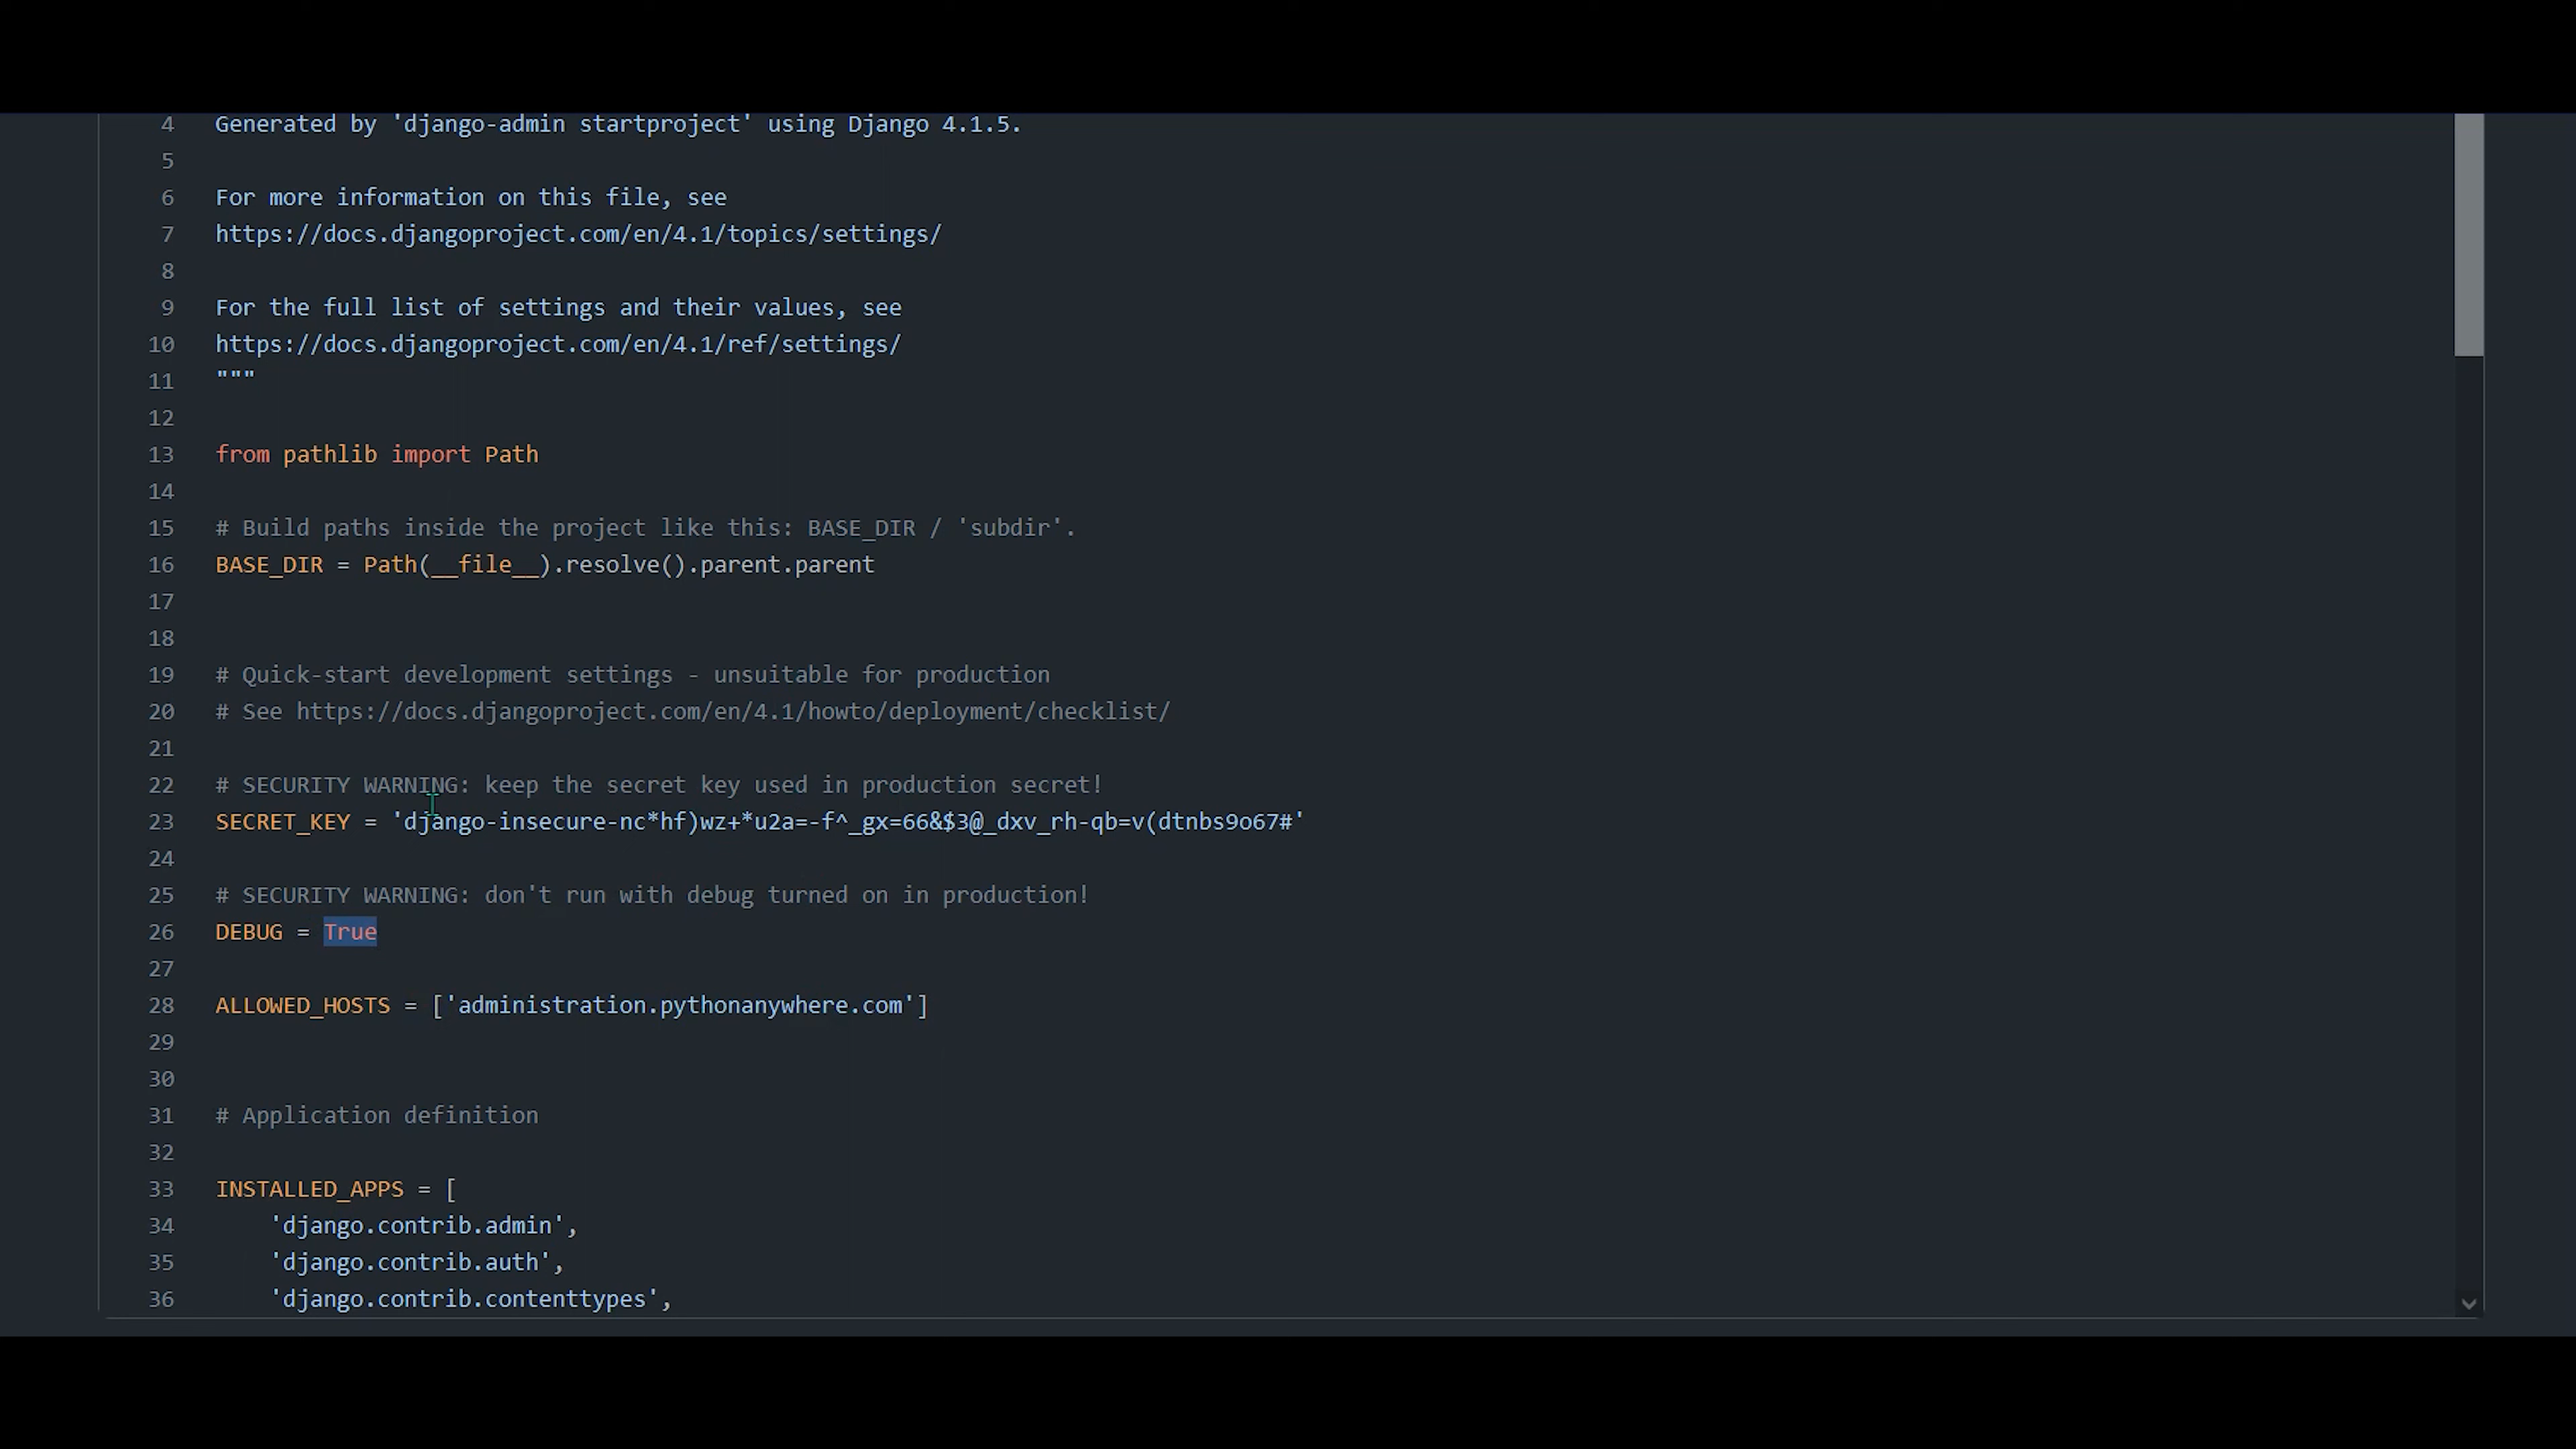 4 Generated by 'django-admin startproject' using Django 4.1.5.
5
6 For more information on this file, see
7 https://docs.djangoproject.com/en/4.1/topics/settings/
8
9 For the full list of settings and their values, see
10 https://docs.djangoproject.com/en/4.1/ref/settings/
11 """
12
13 from pathlib import Path
14
15 # Build paths inside the project like this: BASE_DIR / 'subdir'.
16 BASE_DIR = Path(__file__).resolve().parent.parent
17
18
19 # Quick-start development settings - unsuitable for production
20 # See https://docs.djangoproject.com/en/4.1/howto/deployment/checklist/
21
22 # SECURITY WARNING: keep the secret key used in production secret!
23 SECRET_KEY = 'django-insecure-nc*hf)wz+*u2a=-f^_gx=66&$3@_dxv_rh-qb=v(dtnbs9o67#'
24
25 # SECURITY WARNING: don't run with debug turned on in production!
26 DEBUG = True
27
28 ALLOWED_HOSTS = ['administration.pythonanywhere.com']
29
30
31 # Application definition
32
33 INSTALLED_APPS = [
34     'django.contrib.admin',
35     'django.contrib.auth',
36     'django.contrib.contenttypes',